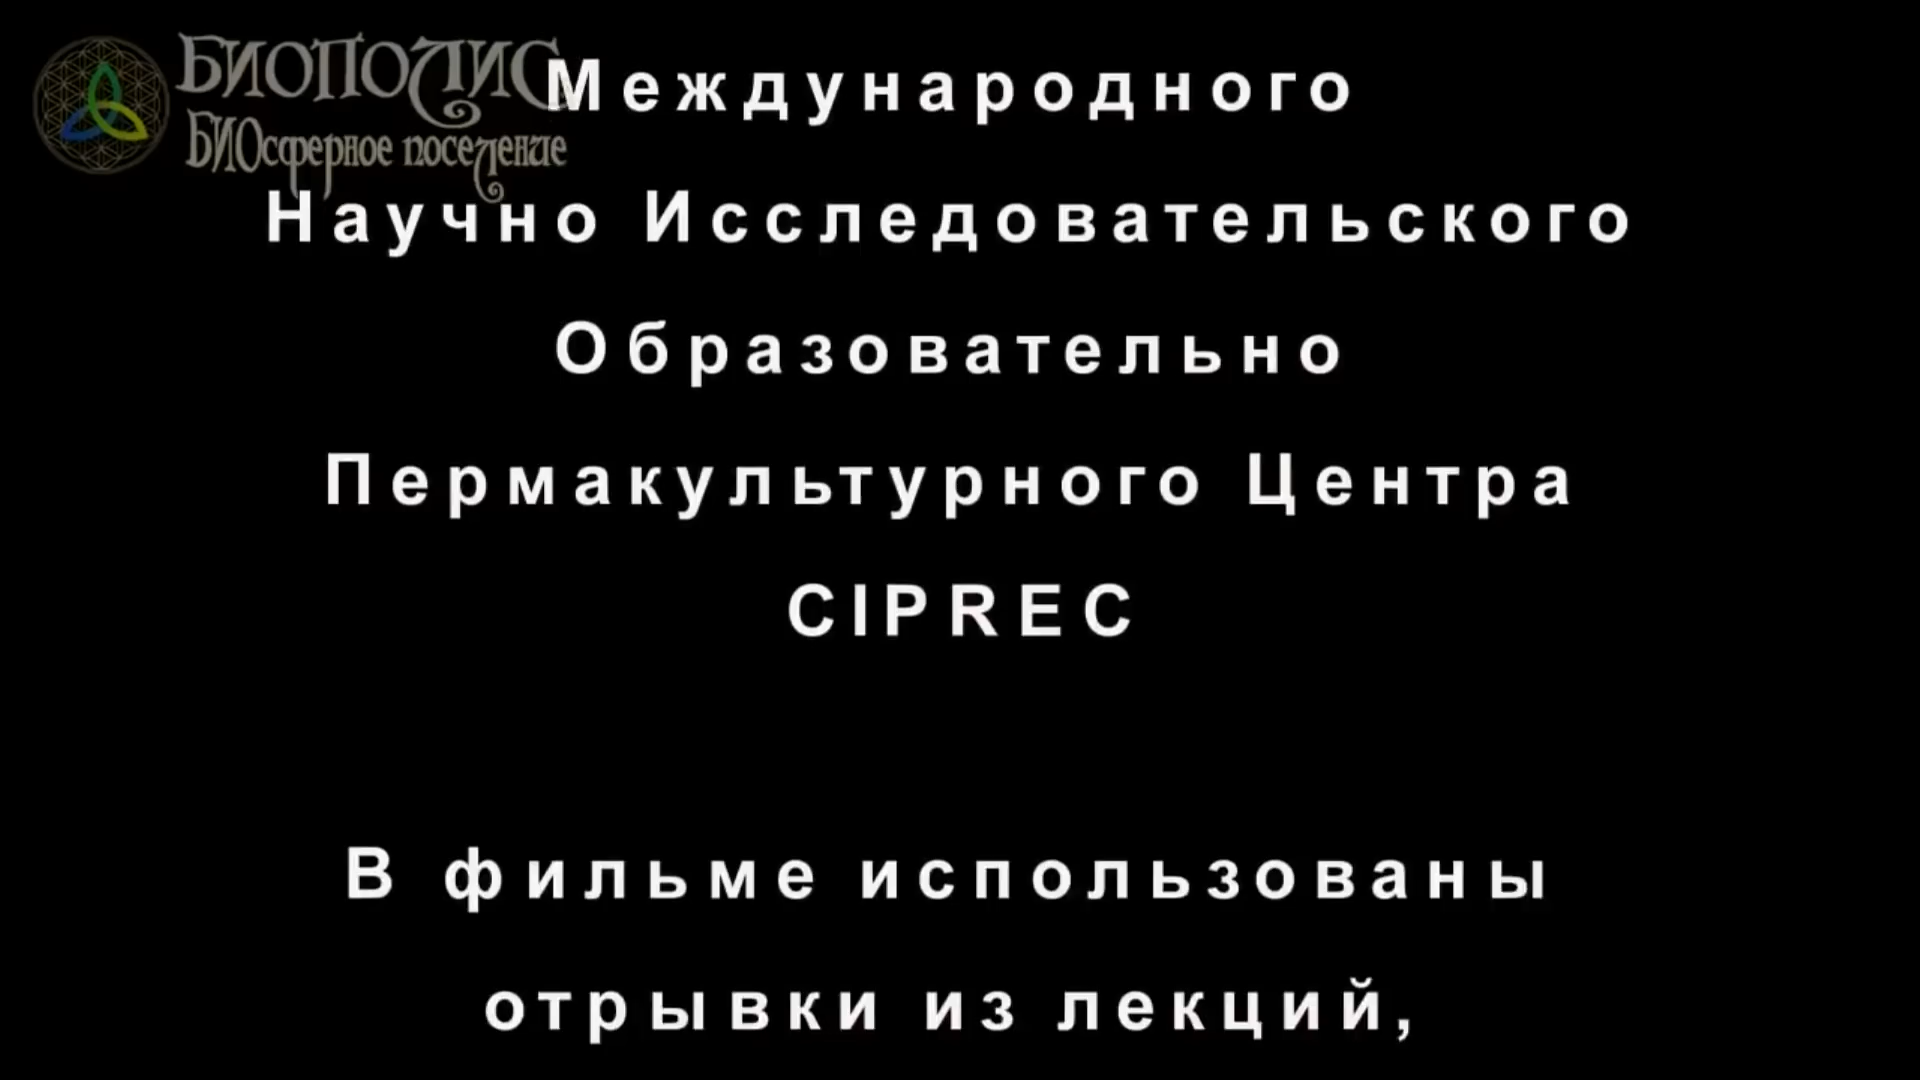 БИОПОЛИС
БИОсферное поселение
Международного
Научно Исследовательского
Образовательно
Пермакультурного Центра
CIPREC
В фильме использованы
отрывки из лекций,